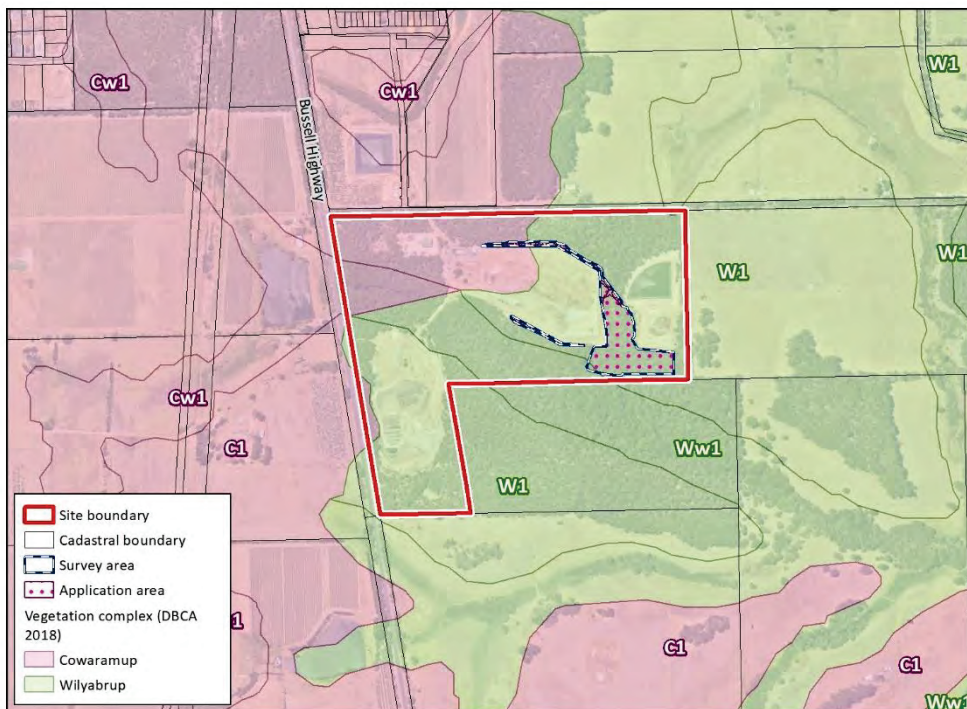 Cw1
Cw1
W1
Bussell Highway
W1
W1
Cw1
C1
Ww1
W1
Site boundary
Cadastral boundary
Survey area
Application area
Vegetation complex (DBCA
2018)
Cowaramup
Wilyabrup
C1
C1
Ww1